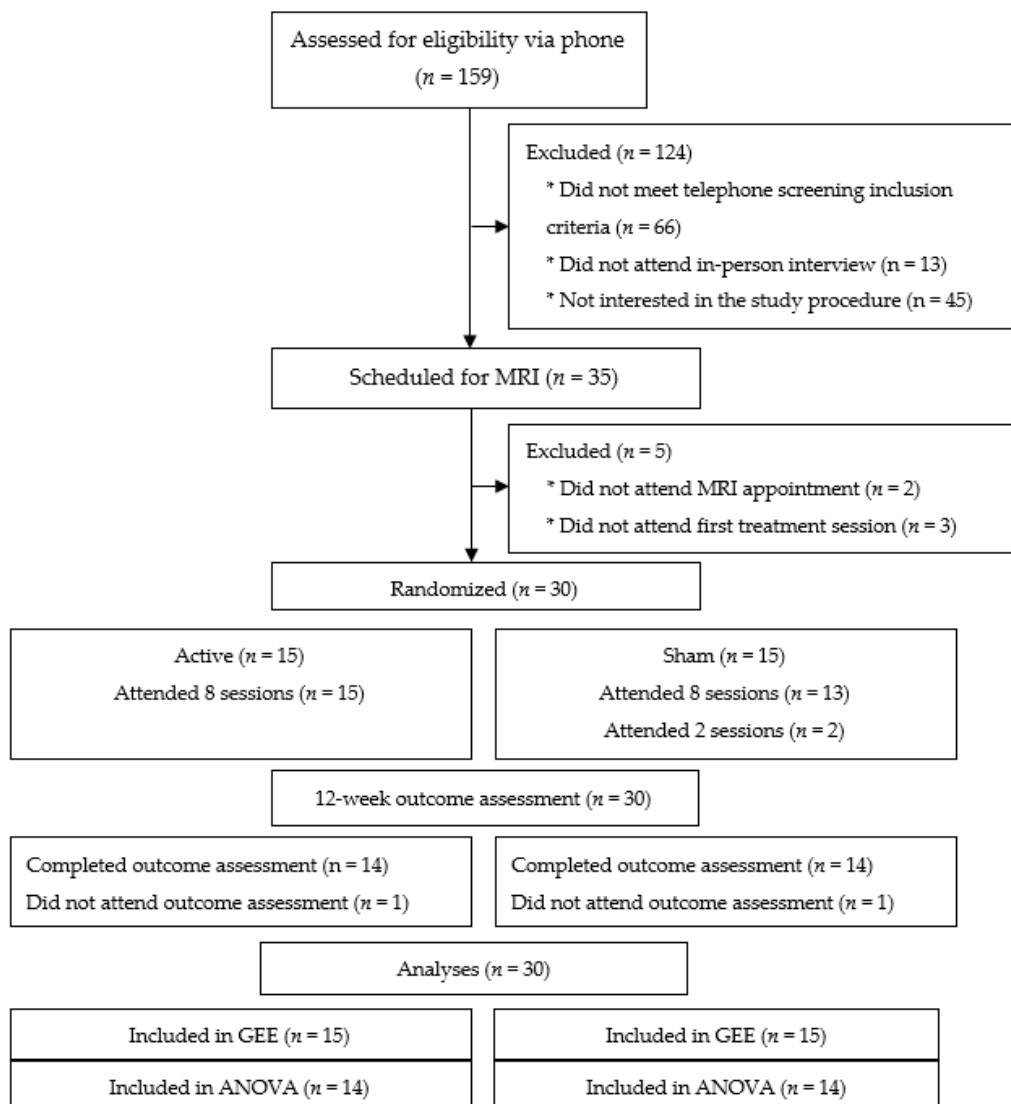 Assessed for eligibility via phone
(n = 159)
Excluded (n = 124)
* Did not meet telephone screening inclusion
criteria (n = 66)
* Did not attend in-person interview (n = 13)
* Not interested in the study procedure (n = 45)
Scheduled for MRI (n = 35)
Excluded (n = 5)
* Did not attend MRI appointment (n = 2)
* Did not attend first treatment session (n = 3)
Randomized (n = 30)
Active (n = 15)
Attended 8 sessions (n = 15)
Sham (n = 15)
Attended 8 sessions (n = 13)
Attended 2 sessions (n = 2)
12-week outcome assessment (n = 30)
Completed outcome assessment (n = 14)
Did not attend outcome assessment (n = 1)
Completed outcome assessment (n = 14)
Did not attend outcome assessment (n = 1)
Analyses (n = 30)
Included in GEE (n = 15)
Included in ANOVA (n = 14)
Included in GEE (n = 15)
Included in ANOVA (n = 14)